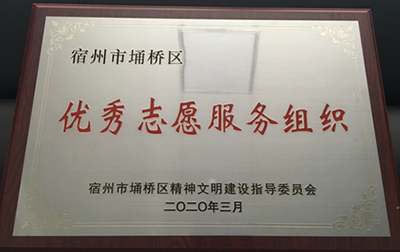 宿州市埇桥区
优秀志愿服务组织
宿州市埇桥区精神文明建设指导委员会
二〇二〇年三月